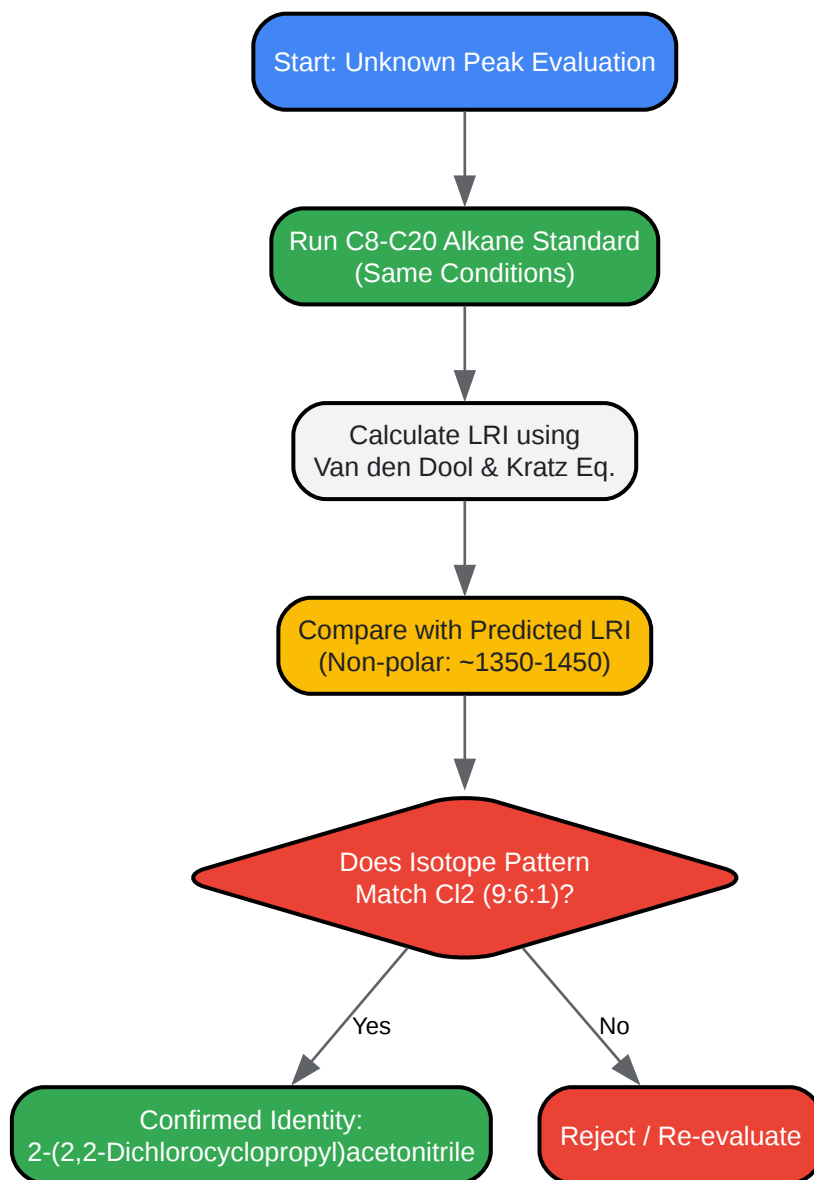 Start: Unknown Peak Evaluation
Run C8-C20 Alkane Standard
(Same Conditions)
Calculate LRI using
Van den Dool & Kratz Eq.
Compare with Predicted LRI
(Non-polar: ~1350-1450)
Does Isotope Pattern
Match Cl2 (9:6:1)?
Yes
No
Confirmed Identity:
2-(2,2-Dichlorocyclopropyl)acetonitrile
Reject / Re-evaluate